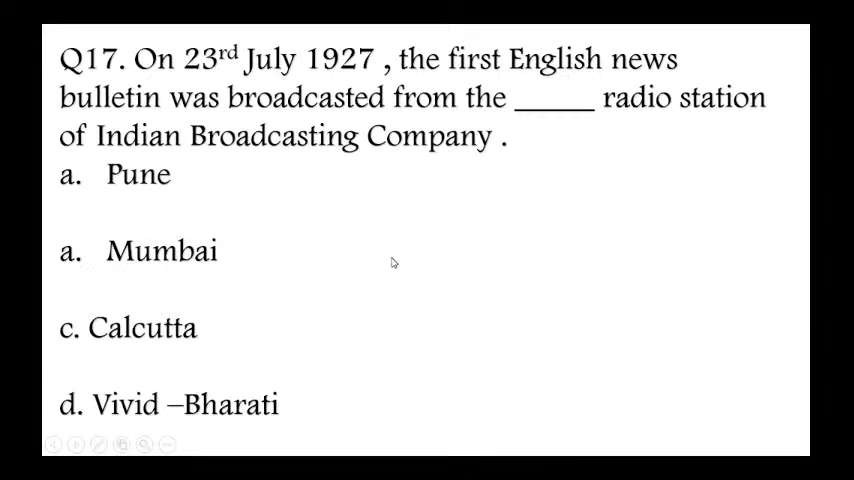 Q17. On 23rd July 1927 , the first English news
bulletin was broadcasted from the _____ radio station
of Indian Broadcasting Company .
a. Pune
a. Mumbai
c. Calcutta
d. Vivid –Bharati